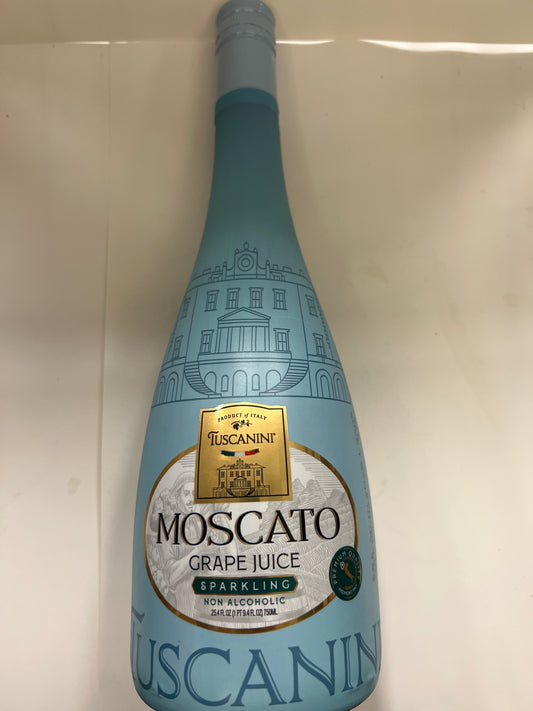 PRODUCT of ITALY
TUSCANINI
MOSCATO
GRAPE JUICE
SPARKLING
NON ALCOHOLIC
25.4 FL OZ (1 PT 9.4 FL OZ) 750ML
PREMIUM
TUSCANINI